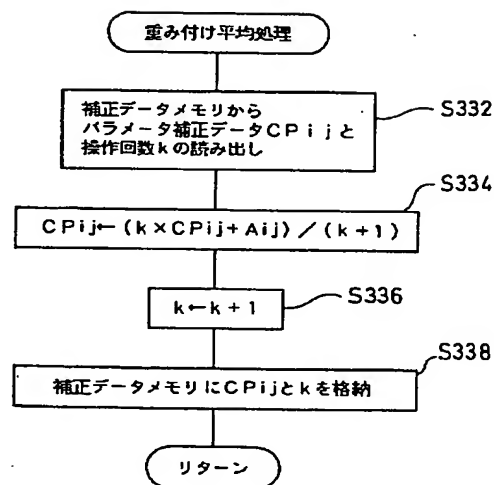 重み付け平均処理
補正データメモリから
パラメータ補正データCPijと
操作回数kの読み出し
S332
S334
CPij←(k×CPij+Aij)/(k+1)
k←k+1
S336
S338
補正データメモリにCPijとkを格納
リターン